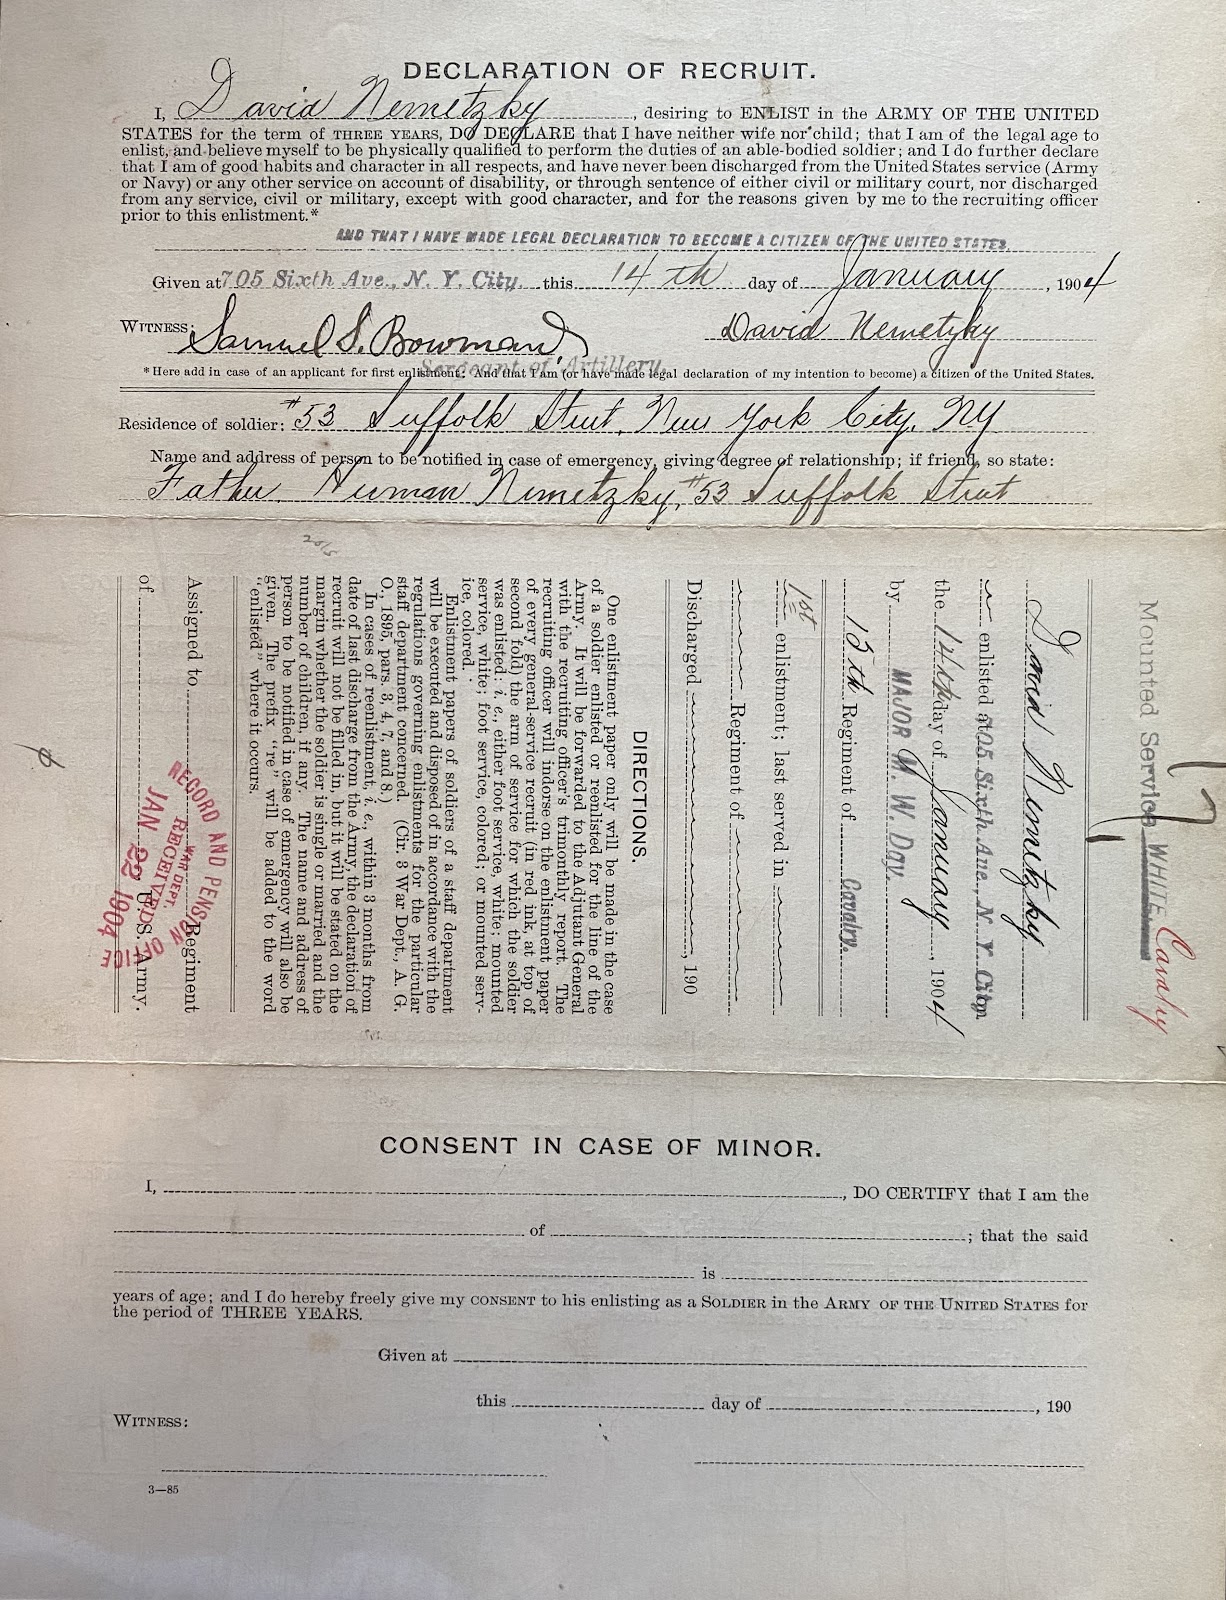 DECLARATION OF RECRUIT.
I, David Nemetzky, desiring to ENLIST in the ARMY OF THE UNITED
STATES for the term of THREE YEARS, DO DECLARE that I have neither wife nor child; that I am of the legal age to
enlist, and believe myself to be physically qualified to perform the duties of an able-bodied soldier; and I do further declare
that I am of good habits and character in all respects, and have never been discharged from the United States service (Army
or Navy) or any other service on account of disability, or through sentence of either civil or military court, nor discharged
from any service, civil or military, except with good character, and for the reasons given by me to the recruiting officer
prior to this enlistment.*
AND THAT I HAVE MADE LEGAL DECLARATION TO BECOME A CITIZEN OF THE UNITED STATES.
Given at 705 Sixth Ave., N. Y. City. this 14th day of January, 1904
WITNESS: Samuel S. Bowman, David Nemetzky
Sergeant of Artillery.
*Here add in case of an applicant for first enlistment: And that I am (or have made legal declaration of my intention to become) a citizen of the United States.
Residence of soldier: #53 Suffolk Street, New York City, NY
Name and address of person to be notified in case of emergency, giving degree of relationship; if friend, so state:
Father Herman Nemetzky, #53 Suffolk Street
Mounted Service WHITE Cavalry
David Nemetzky
enlisted at 705 Sixth Ave., N. Y. City
the 14th day of January, 1904
by MAJOR M. W. Day
15th Regiment of Cavalry.
1st enlistment; last served in
Regiment of
Discharged, 190
DIRECTIONS.
One enlistment paper only will be made in the case
of a soldier enlisted or reenlisted for the line of the
Army. It will be forwarded to the Adjutant General
with the recruiting officer's trimonthly report. The
recruiting officer will indorse on the enlistment paper
of every general-service recruit (in red ink, at top of
second fold) the arm of service for which the soldier
was enlisted: i. e., either foot service, white; mounted
service, white; foot service, colored; or mounted serv-
ice, colored.
Enlistment papers of soldiers of a staff department
will be executed and disposed of in accordance with the
regulations governing enlistments for the particular
staff department concerned. (Cir. 3 War Dept., A. G.
O., 1895, pars. 3, 4, 7, and 8.)
In cases of reenlistment, i. e., within 3 months from
date of last discharge from the Army, the declaration of
recruit will not be filled in, but it will be stated on the
margin whether the soldier is single or married and the
number of children, if any. The name and address of
person to be notified in case of emergency will also be
given. The prefix "re" will be added to the word
"enlisted" where it occurs.
Assigned to Regiment
of U. S. Army.
RECORD AND PENSION OFFICE
WAR DEPT.
RECEIVED
JAN 22 1904
CONSENT IN CASE OF MINOR.
I, , DO CERTIFY that I am the
of ; that the said
is
years of age; and I do hereby freely give my CONSENT to his enlisting as a SOLDIER in the ARMY OF THE UNITED STATES for
the period of THREE YEARS.
Given at
this day of , 190
WITNESS:
3—85